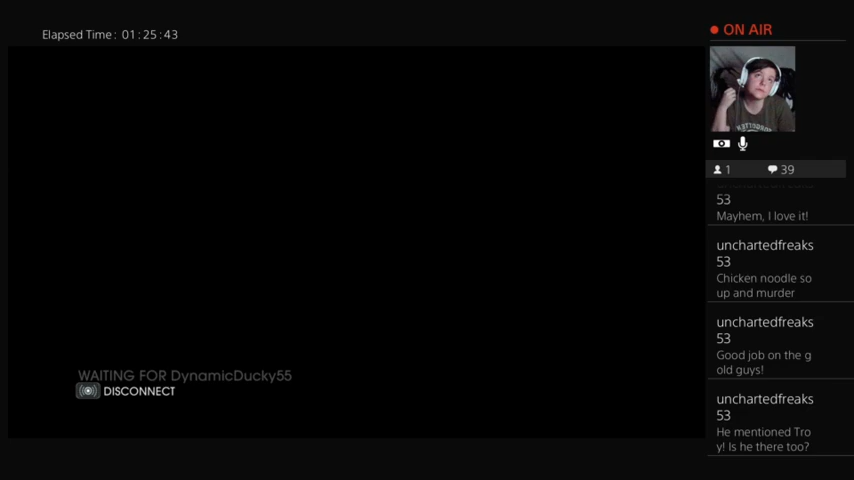 Elapsed Time: 01:25:43
ON AIR
1
39
53
Mayhem, I love it!
unchartedfreaks
53
Chicken noodle so
up and murder
unchartedfreaks
53
Good job on the g
old guys!
unchartedfreaks
53
He mentioned Tro
y! Is he there too?
WAITING FOR DynamicDucky55
DISCONNECT